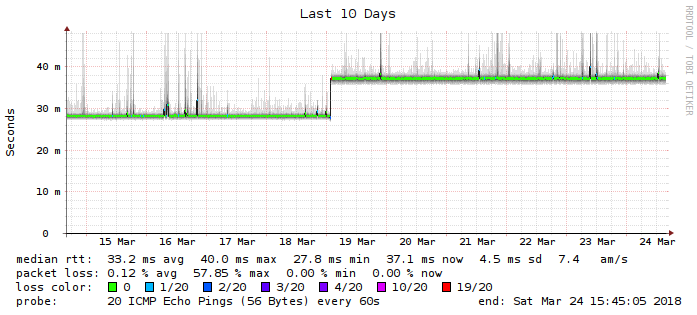 Last 10 Days
RRDTOOL / TOBI OETIKER
Seconds
40 m
30 m
20 m
10 m
0
15 Mar 16 Mar 17 Mar 18 Mar 19 Mar 20 Mar 21 Mar 22 Mar 23 Mar 24 Mar
median rtt: 33.2 ms avg 40.0 ms max 27.8 ms min 37.1 ms now 4.5 ms sd 7.4 am/s
packet loss: 0.12 % avg 57.85 % max 0.00 % min 0.00 % now
loss color: 0 1/20 2/20 3/20 4/20 10/20 19/20
probe: 20 ICMP Echo Pings (56 Bytes) every 60s end: Sat Mar 24 15:45:05 2018